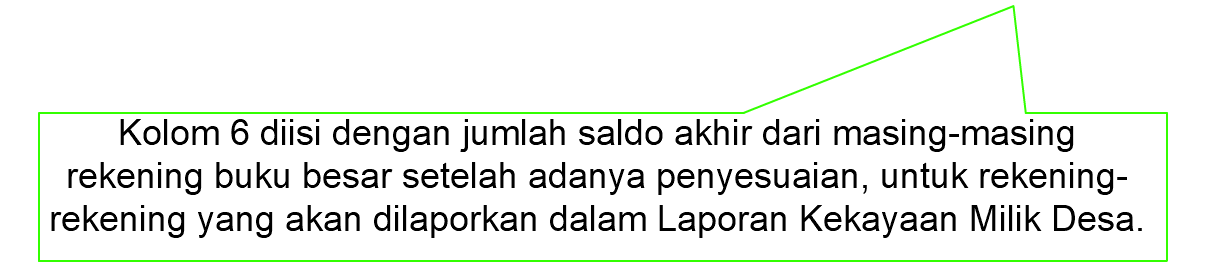 Kolom 6 diisi dengan jumlah saldo akhir dari masing-masing
rekening buku besar setelah adanya penyesuaian, untuk rekening-
rekening yang akan dilaporkan dalam Laporan Kekayaan Milik Desa.